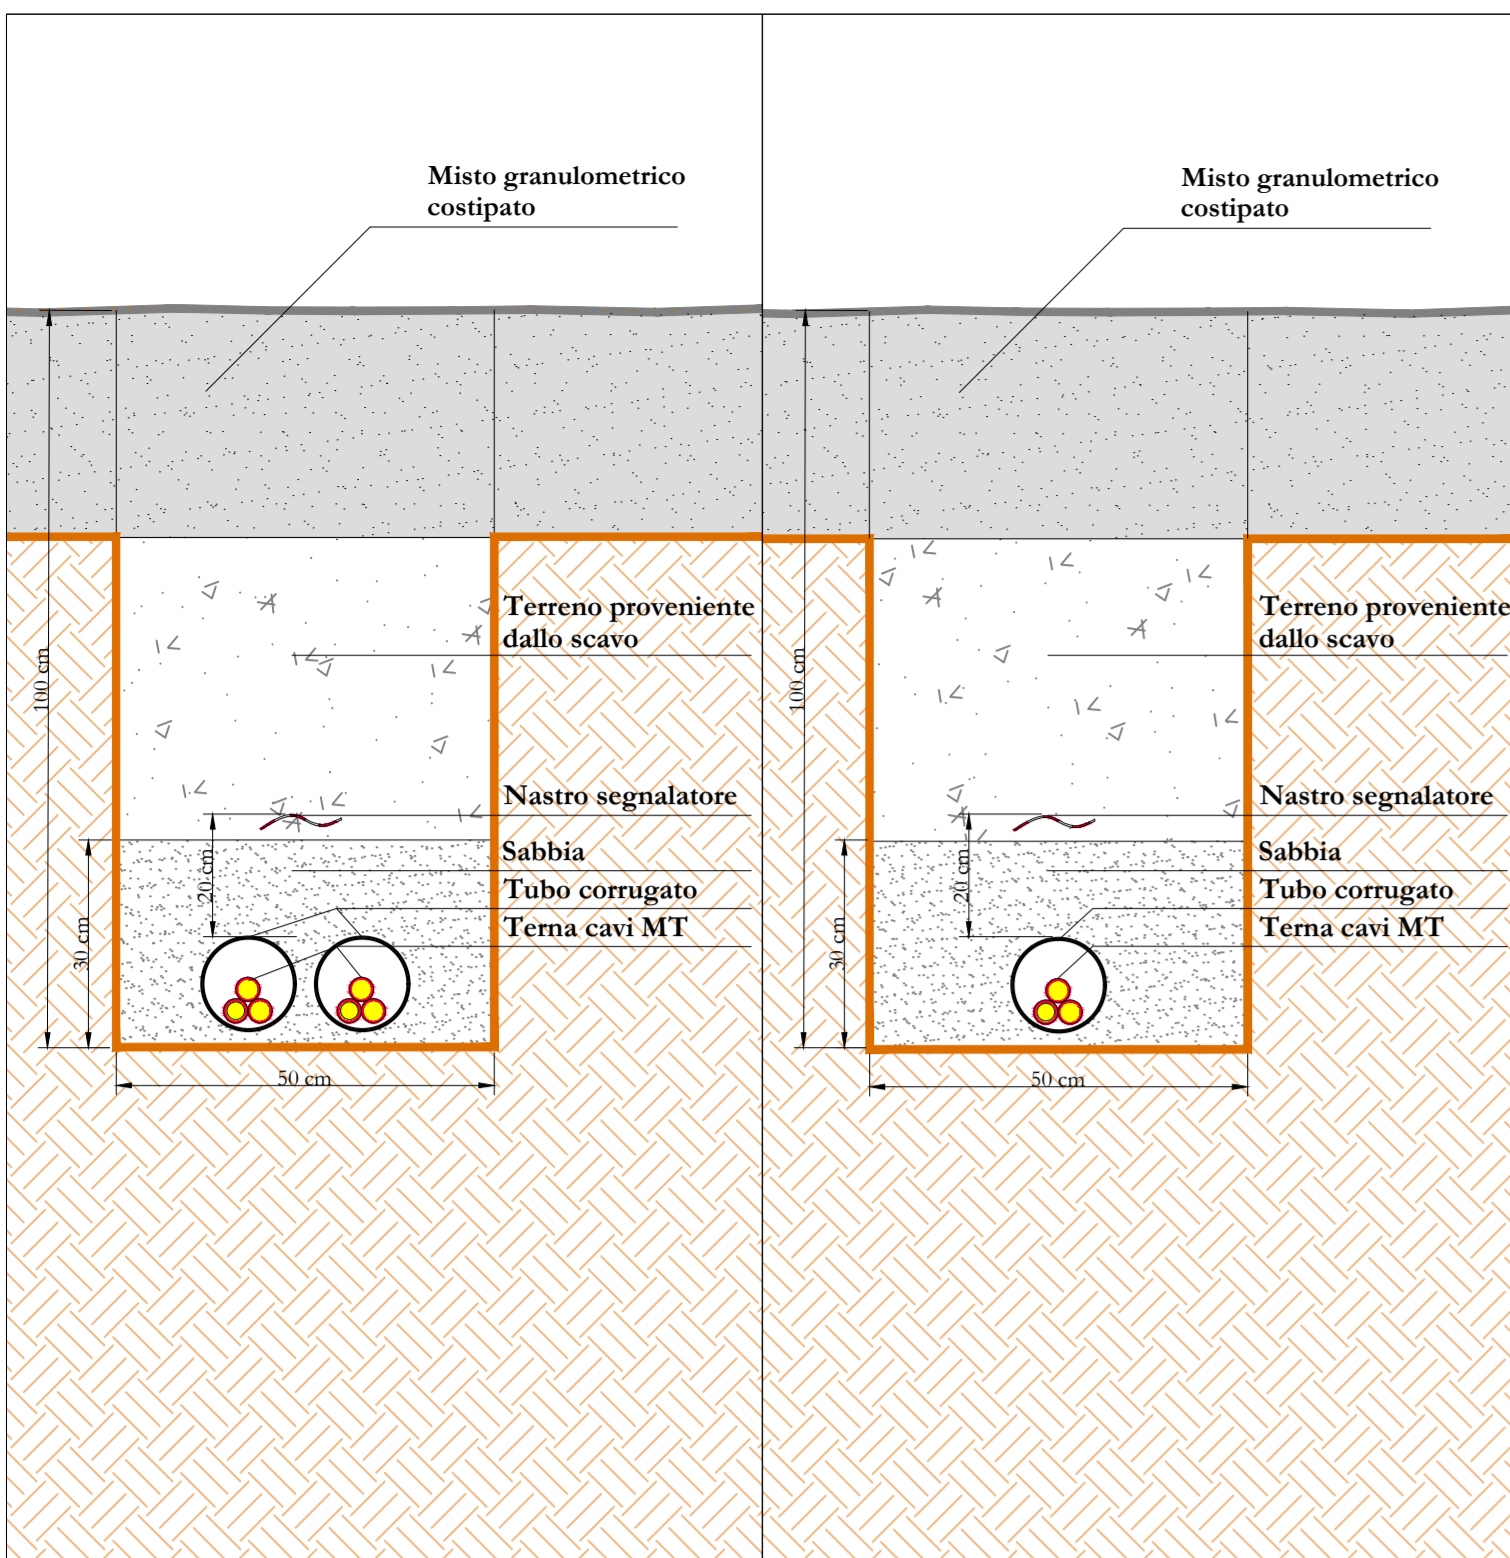 Misto granulometrico
costipato
Terreno proveniente
dallo scavo
100 cm
Nastro segnalatore
Sabbia
20 cm
Tubo corrugato
Terna cavi MT
30 cm
50 cm
Misto granulometrico
costipato
Terreno proveniente
dallo scavo
100 cm
Nastro segnalatore
Sabbia
20 cm
Tubo corrugato
Terna cavi MT
30 cm
50 cm